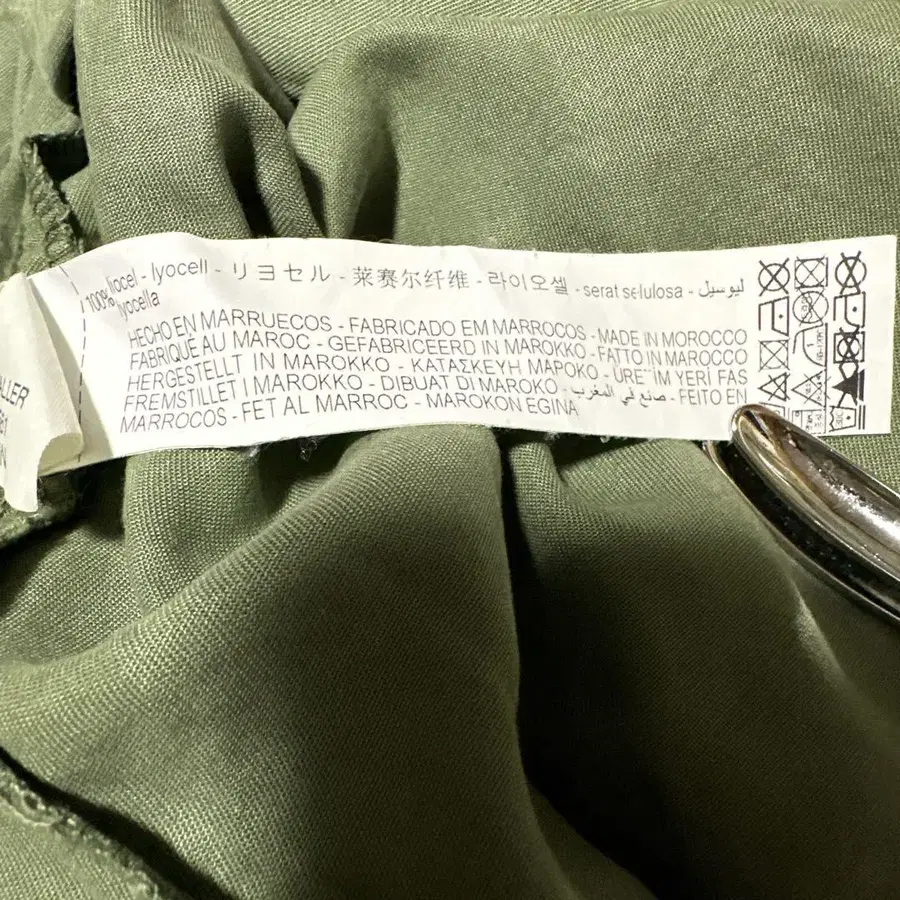 100% liocel - lyocell - リヨセル - 莱赛尔纤维 - 라이오셀 - serat selulosa - ليوسيل
lyocella
HECHO EN MARRUECOS - FABRICADO EM MARROCOS - MADE IN MOROCCO
FABRIQUÉ AU MAROC - GEFABRICEERD IN MAROKKO - FATTO IN MAROCCO
HERGESTELLT IN MAROKKO - ΚΑΤΑΣΚΕΥΗ ΜΑΡΟΚΟ - ÜRE¨İM YERİ FAS
FREMSTILLET I MAROKKO - DIBUAT DI MAROKO - صنع في المغرب - FEITO EN
MARROCOS - FET AL MARROC - MAROKON EGINA
ALLER